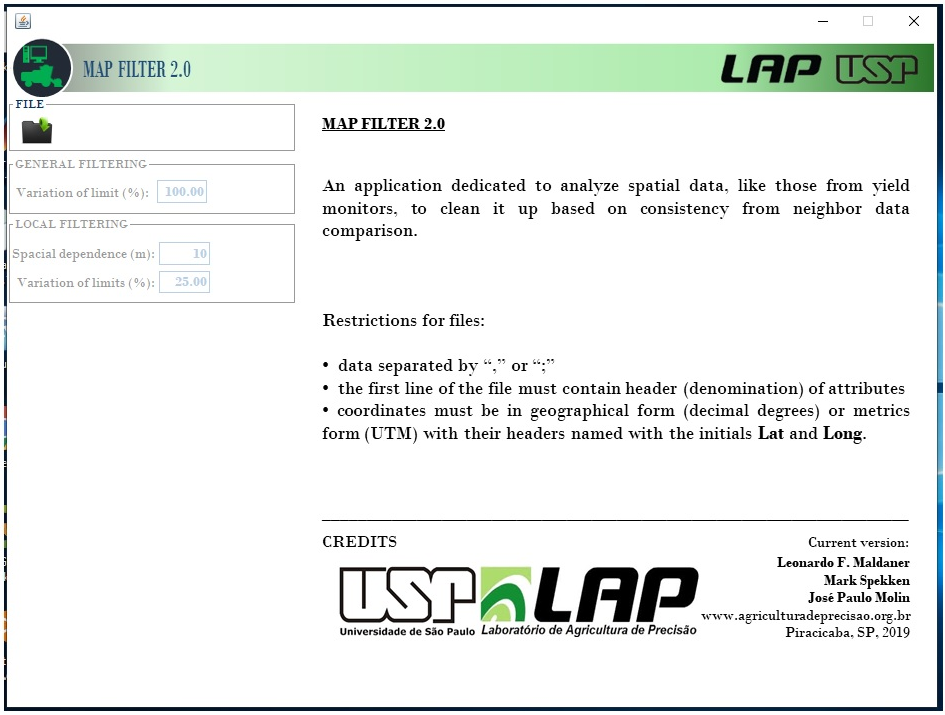 MAP FILTER 2.0
LAP USP
FILE
GENERAL FILTERING
Variation of limit (%): 100.00
LOCAL FILTERING
Spacial dependence (m): 10
Variation of limits (%): 25.00
MAP FILTER 2.0
An application dedicated to analyze spatial data, like those from yield
monitors, to clean it up based on consistency from neighbor data
comparison.
Restrictions for files:
• data separated by “,” or “;”
• the first line of the file must contain header (denomination) of attributes
• coordinates must be in geographical form (decimal degrees) or metrics
form (UTM) with their headers named with the initials Lat and Long.
CREDITS
USP
Universidade de São Paulo
LAP
Laboratório de Agricultura de Precisão
Current version:
Leonardo F. Maldaner
Mark Spekken
José Paulo Molin
www.agriculturadeprecisao.org.br
Piracicaba, SP, 2019